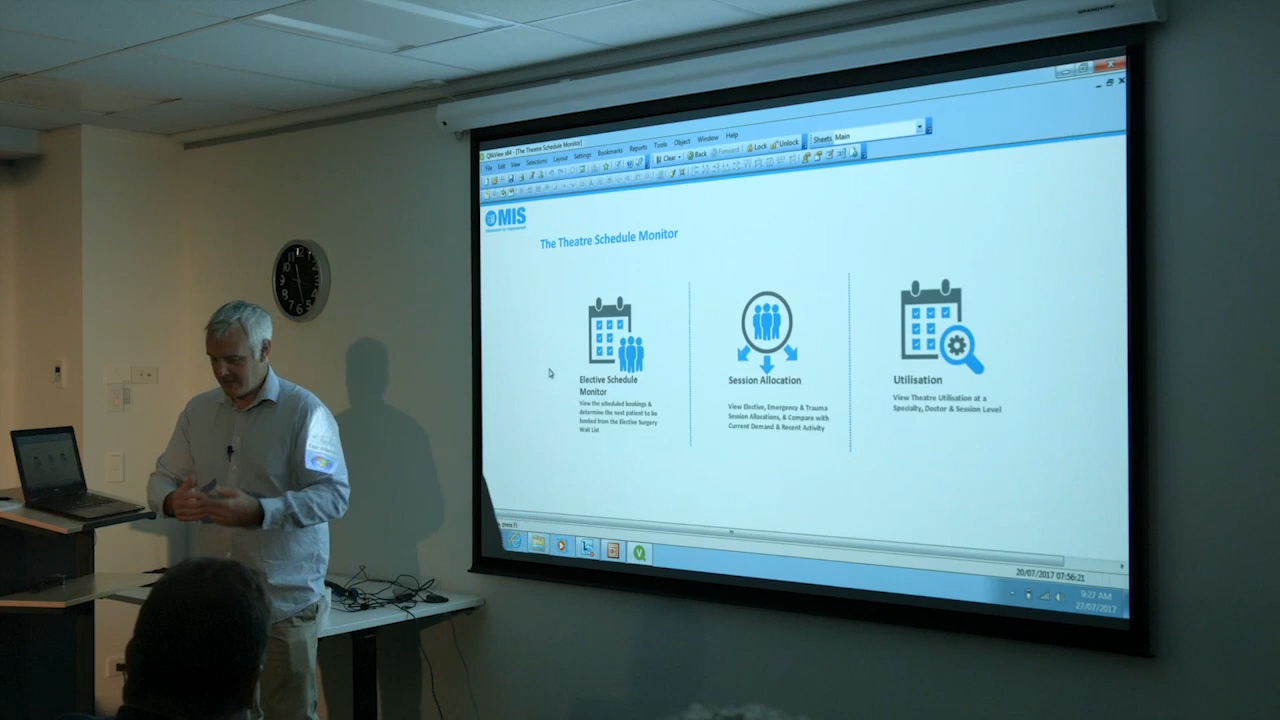 QlikView x64 - [The Theatre Schedule Monitor]
File Edit View Selections Layout Settings Bookmarks Reports Tools Object Window Help
Clear Back Forward Lock Unlock Sheets Main
MIS
The Theatre Schedule Monitor
Elective Schedule
Monitor
View the scheduled bookings &
determine the next patient to be
booked from the Elective Surgery
Wait List
Session Allocation
View Elective, Emergency & Trauma
Session Allocations, & Compare with
Current Demand & Recent Activity
Utilisation
View Theatre Utilisation at a
Specialty, Doctor & Session Level
20/07/2017 07:56:21
9:27 AM
27/07/2017